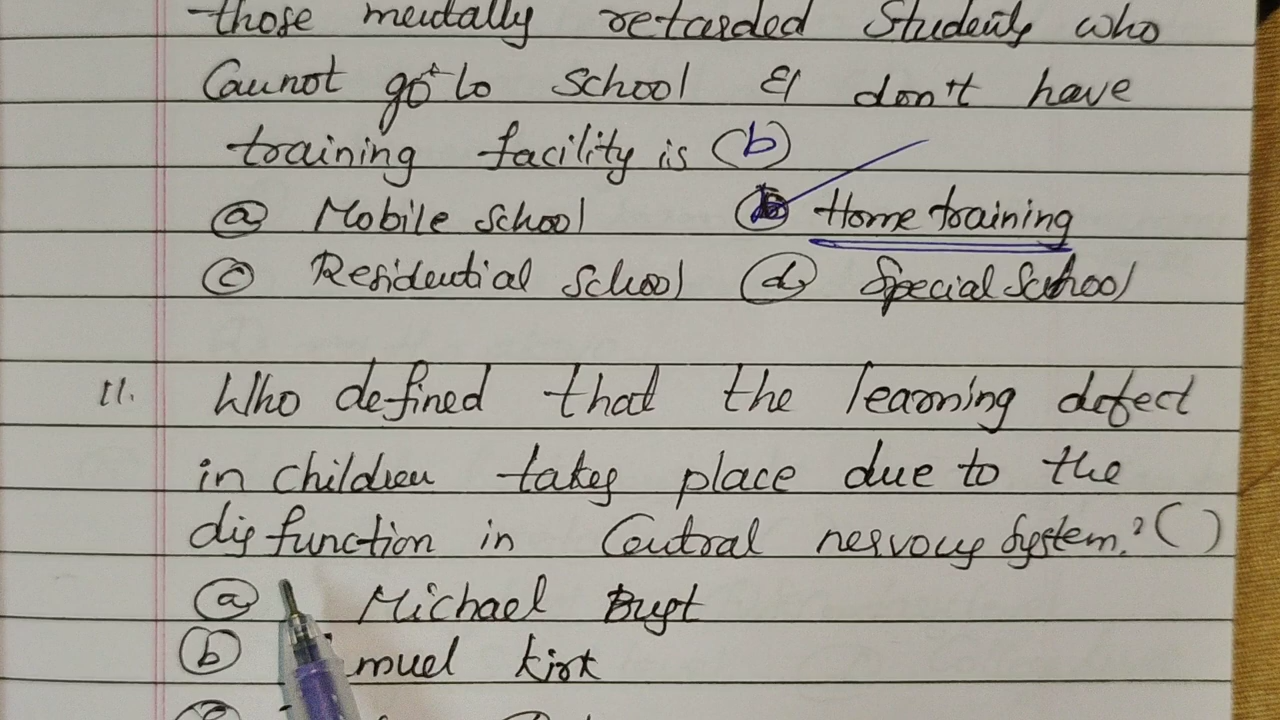 those mentally retarded Students who
Cannot go to School & don't have
training facility is (b)
(a) Mobile School (b) Home training
(c) Residential School (d) Special School
11. Who defined that the learning defect
in children takes place due to the
disfunction in Central nervous System.? ( )
(a) Michael
(b) muel kirk